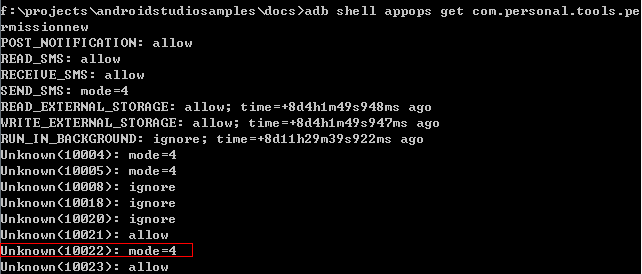 f:\projects\androidstudiosamples\docs>adb shell appops get com.personal.tools.pe
rmissionnew
POST_NOTIFICATION: allow
READ_SMS: allow
RECEIVE_SMS: allow
SEND_SMS: mode=4
READ_EXTERNAL_STORAGE: allow; time=+8d4h1m49s948ms ago
WRITE_EXTERNAL_STORAGE: allow; time=+8d4h1m49s947ms ago
RUN_IN_BACKGROUND: ignore; time=+8d11h29m39s922ms ago
Unknown(10004): mode=4
Unknown(10005): mode=4
Unknown(10008): ignore
Unknown(10018): ignore
Unknown(10020): ignore
Unknown(10021): allow
Unknown(10022): mode=4
Unknown(10023): allow